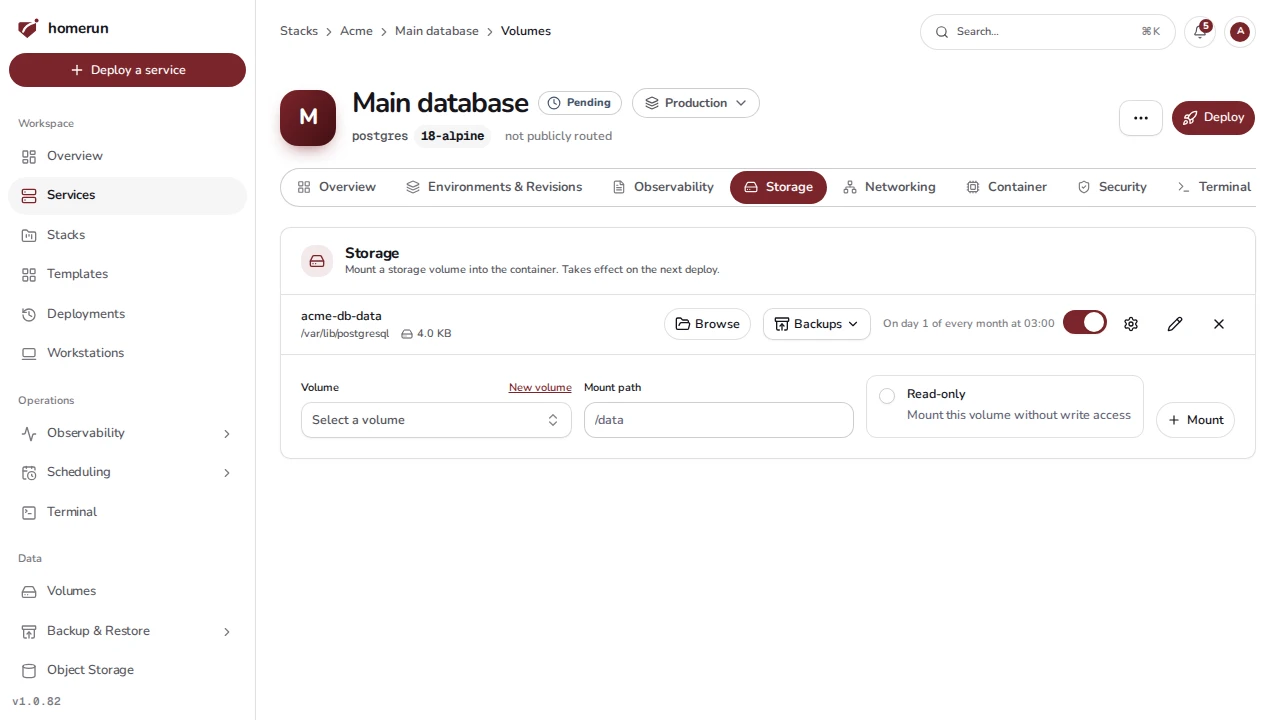 homerun
Deploy a service
Workspace
Overview
Services
Stacks
Templates
Deployments
Workstations
Operations
Observability
Scheduling
Terminal
Data
Volumes
Backup & Restore
Object Storage
v1.0.82
Stacks > Acme > Main database > Volumes
Search... ⌘K
5
A
M
Main database Pending Production
postgres 18-alpine not publicly routed
Deploy
Overview Environments & Revisions Observability Storage Networking Container Security Terminal
Storage
Mount a storage volume into the container. Takes effect on the next deploy.
acme-db-data
/var/lib/postgresql 4.0 KB
Browse Backups On day 1 of every month at 03:00
Volume New volume Mount path
Select a volume /data
Read-only
Mount this volume without write access
Mount